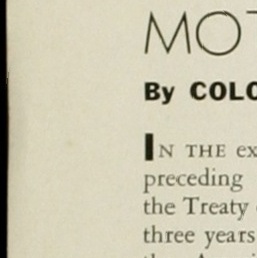 MOT
By COLO
IN THE ex
preceding
the Treaty
three years